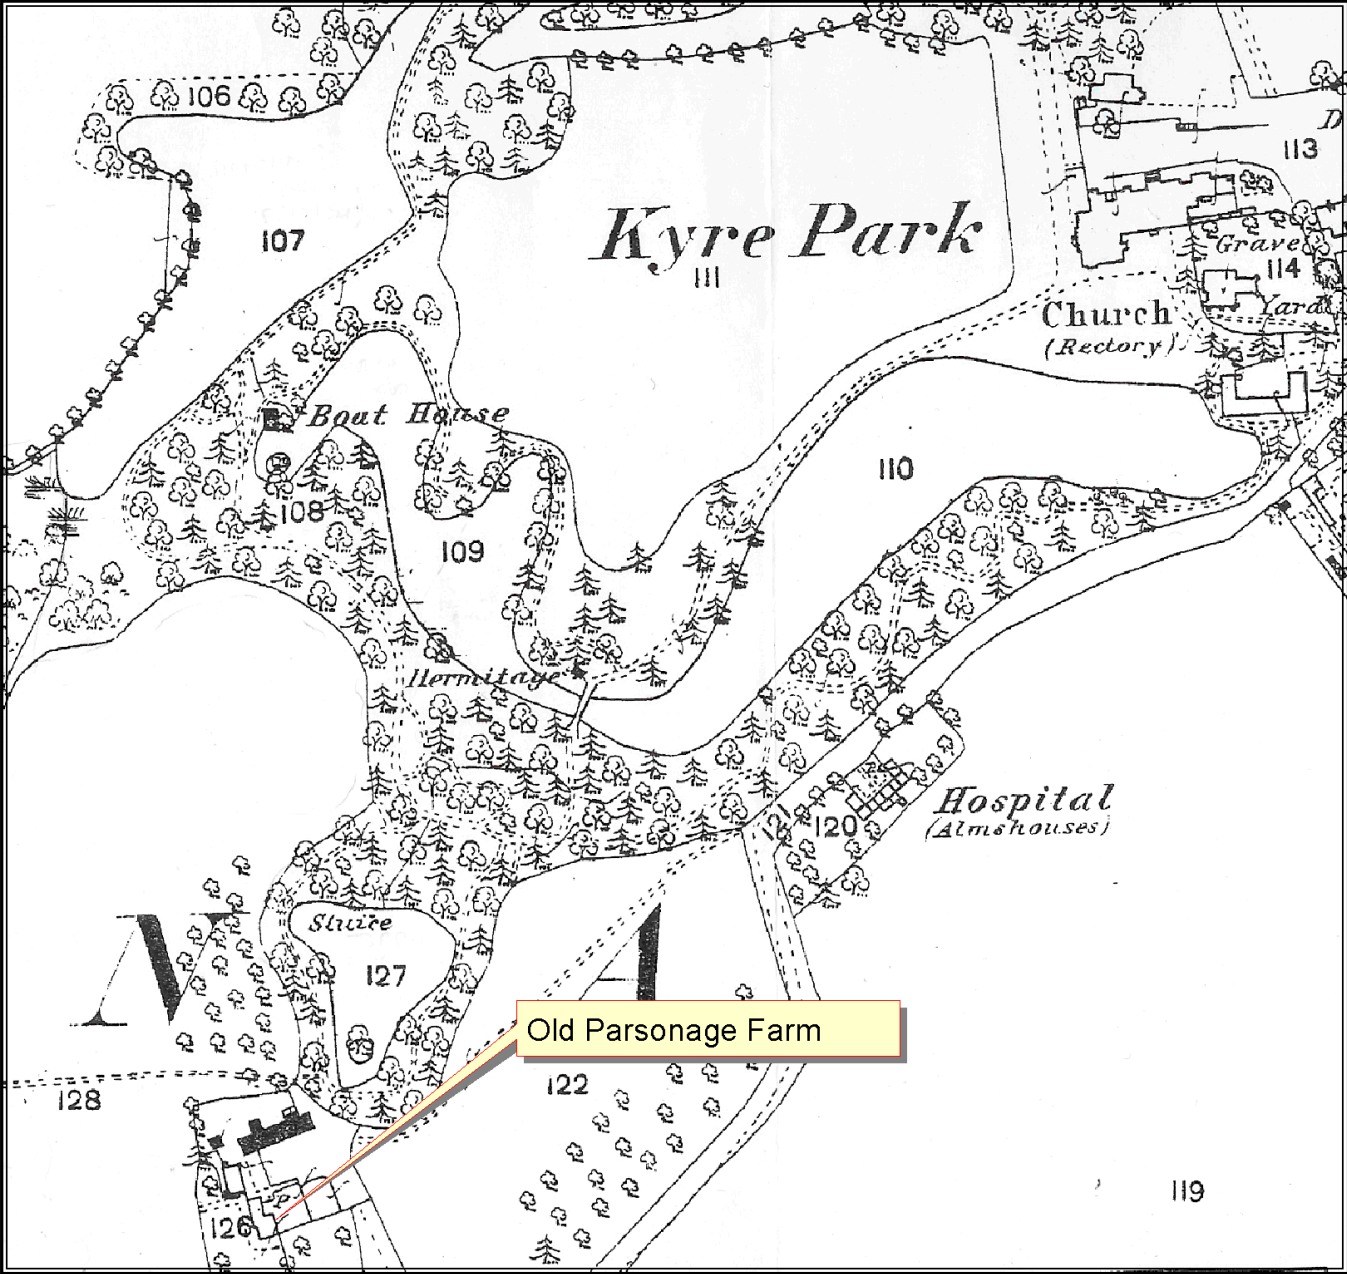 106
D
113
107
Kyre Park
111
Grave
114
Yard
Church
(Rectory)
Boat House
110
108
109
Hermitage
Hospital
(Almshouses)
121
120
Sluice
127
N
A
Old Parsonage Farm
122
128
P
126
119